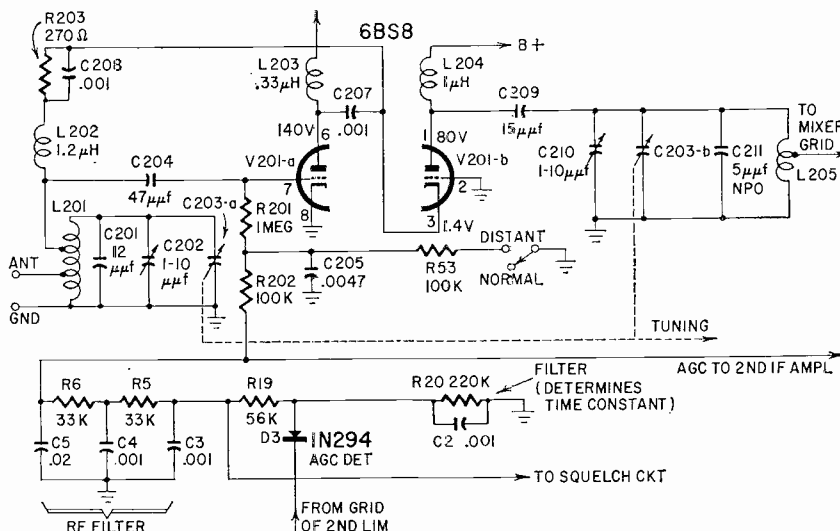 R203
270Ω
C208
.001
L202
1.2µH
C204
47µµf
L201
C201
12
µµf
C202
1-10
µµf
C203-a
ANT
GND
L203
.33µH
6BS8
C207
.001
140V
6
7
8
V201-a
R201
1MEG
R202
100K
C205
.0047
L204
1µH
B+
C209
15µµf
1
80V
V201-b
2
3
1.4V
R53
100K
DISTANT
NORMAL
C210
1-10µµf
C203-b
C211
5µµf
NPO
TO
MIXER
GRID
L205
TUNING
AGC TO 2ND IF AMPL
R6
33K
R5
33K
C5
.02
C4
.001
C3
.001
RF FILTER
R19
56K
D3
1N294
AGC DET
FROM GRID
OF 2ND LIM
R20 220K
C2 .001
FILTER
(DETERMINES
TIME CONSTANT)
TO SQUELCH CKT